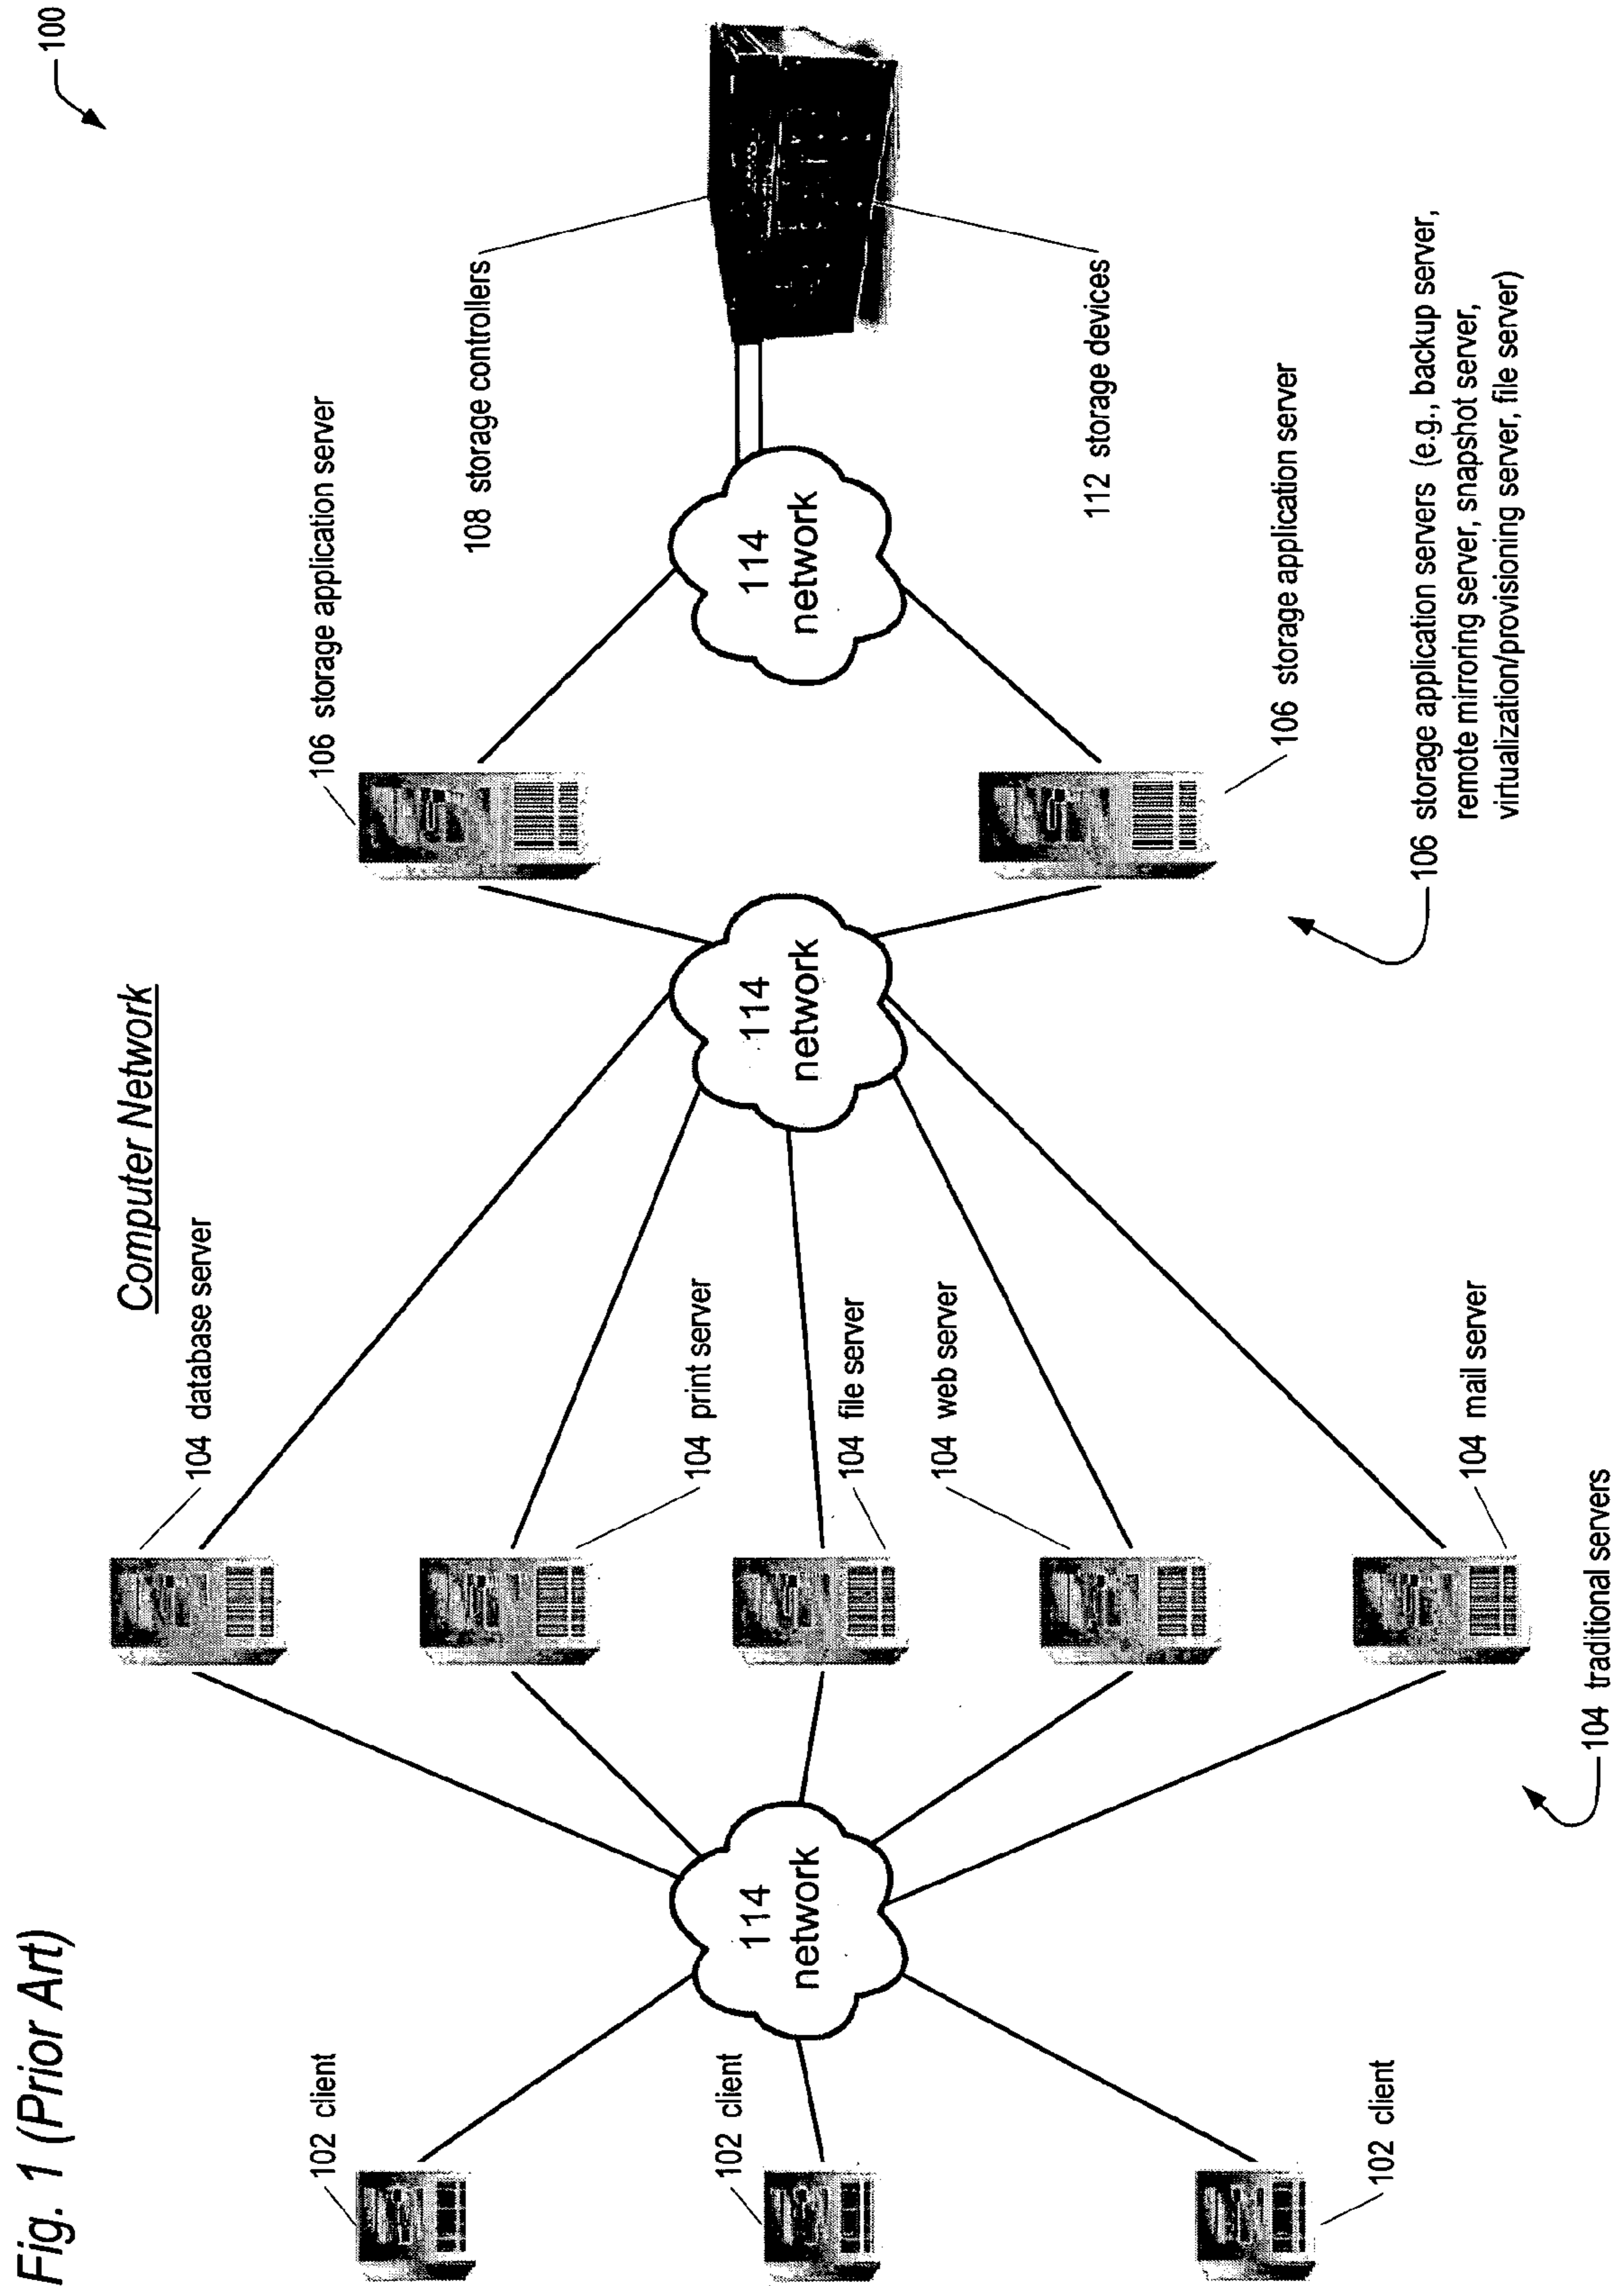 Fig. 1 (Prior Art)
100
Computer Network
102 client
102 client
102 client
114
network
104 database server
104 print server
104 file server
104 web server
104 mail server
104 traditional servers
114
network
106 storage application server
106 storage application server
106 storage application servers (e.g., backup server,
remote mirroring server, snapshot server,
virtualization/provisioning server, file server)
114
network
108 storage controllers
112 storage devices